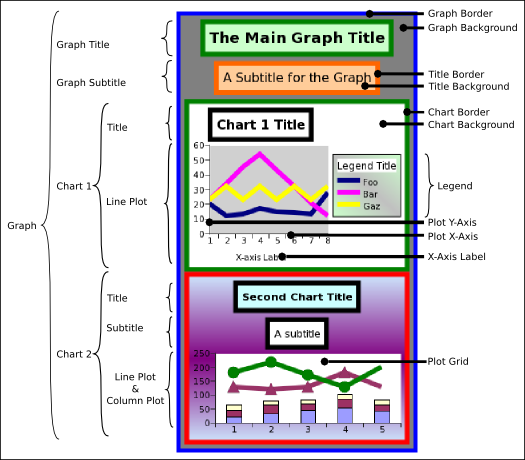 Graph Border
Graph Background
The Main Graph Title
Graph Title
A Subtitle for the Graph
Graph Subtitle
Title Border
Title Background
Chart Border
Chart Background
Title
Chart 1 Title
Chart 1
Line Plot
60
50
40
30
20
10
0
1 2 3 4 5 6 7 8
X-axis Lab
Legend Title
Foo
Bar
Gaz
Legend
Plot Y-Axis
Plot X-Axis
X-Axis Label
Graph
Title
Second Chart Title
Subtitle
A subtitle
Chart 2
Line Plot
&
Column Plot
250
200
150
100
50
0
1 2 3 4 5
Plot Grid